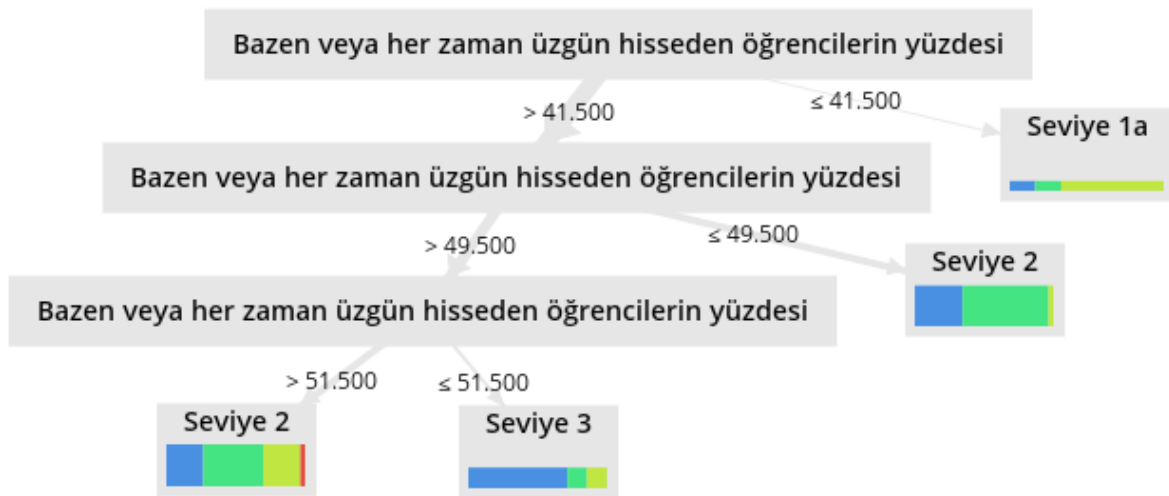 Bazen veya her zaman üzgün hisseden öğrencilerin yüzdesi
> 41.500
≤ 41.500
Seviye 1a
Bazen veya her zaman üzgün hisseden öğrencilerin yüzdesi
> 49.500
≤ 49.500
Seviye 2
Bazen veya her zaman üzgün hisseden öğrencilerin yüzdesi
> 51.500
≤ 51.500
Seviye 2
Seviye 3